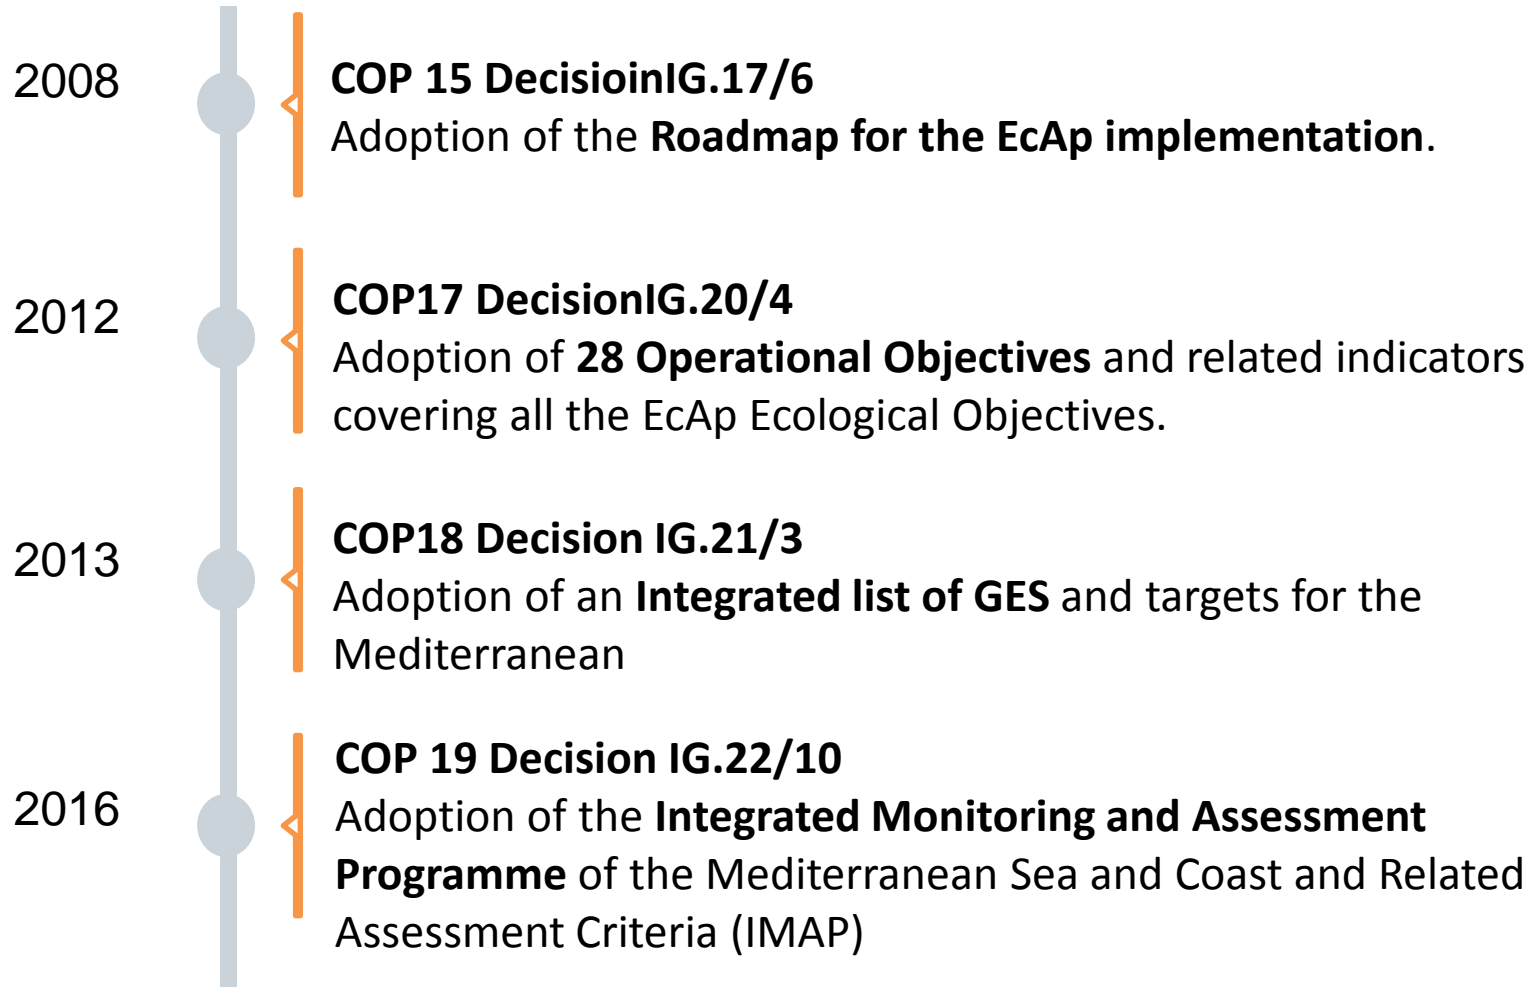 2008
COP 15 DecisioinIG.17/6
Adoption of the Roadmap for the EcAp implementation.
2012
COP17 DecisionIG.20/4
Adoption of 28 Operational Objectives and related indicators
covering all the EcAp Ecological Objectives.
2013
COP18 Decision IG.21/3
Adoption of an Integrated list of GES and targets for the
Mediterranean
2016
COP 19 Decision IG.22/10
Adoption of the Integrated Monitoring and Assessment
Programme of the Mediterranean Sea and Coast and Related
Assessment Criteria (IMAP)